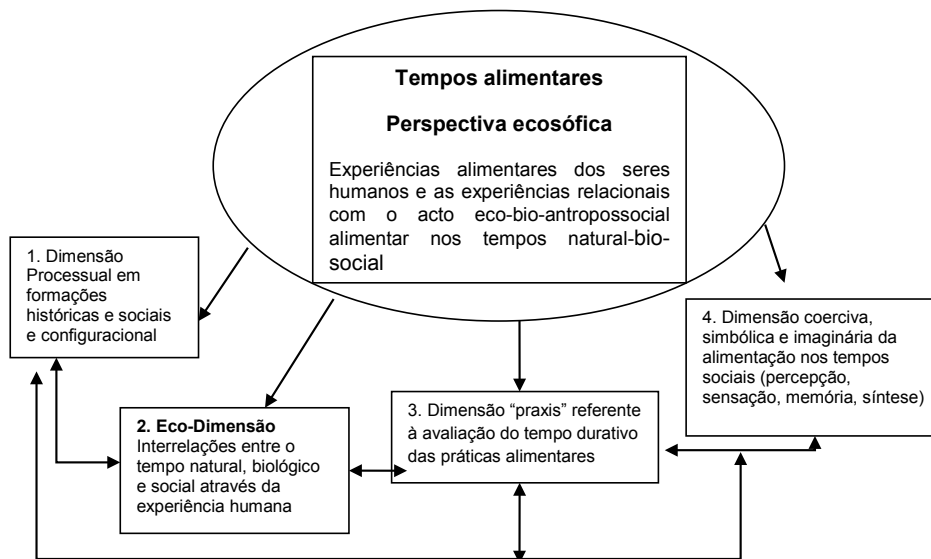 Tempos alimentares
Perspectiva ecosófica
Experiências alimentares dos seres
humanos e as experiências relacionais
com o acto eco-bio-antropossocial
alimentar nos tempos natural-bio-
social
1. Dimensão
Processual em
formações
históricas e sociais
e configuracional
2. Eco-Dimensão
Interrelações entre o
tempo natural, biológico
e social através da
experiência humana
3. Dimensão “praxis” referente
à avaliação do tempo durativo
das práticas alimentares
4. Dimensão coerciva,
simbólica e imaginária da
alimentação nos tempos
sociais (percepção,
sensação, memória, síntese)